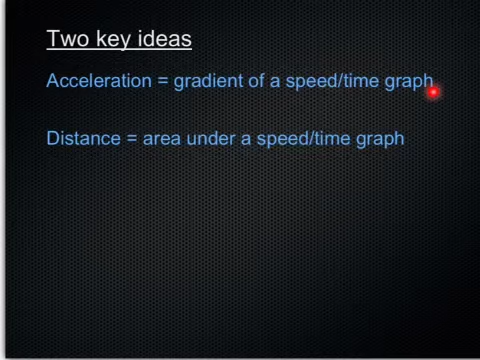 Two key ideas
Acceleration = gradient of a speed/time graph
Distance = area under a speed/time graph